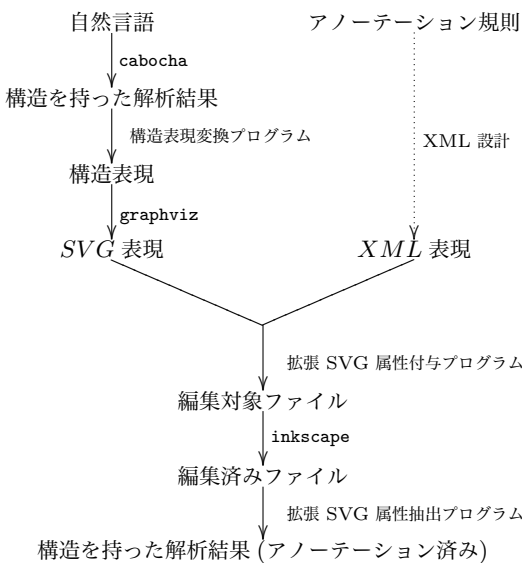 自然言語
アノーテーション規則
cabocha
構造を持った解析結果
構造表現変換プログラム
XML 設計
構造表現
graphviz
SVG 表現
XML 表現
拡張 SVG 属性付与プログラム
編集対象ファイル
inkscape
編集済みファイル
拡張 SVG 属性抽出プログラム
構造を持った解析結果 (アノーテーション済み)